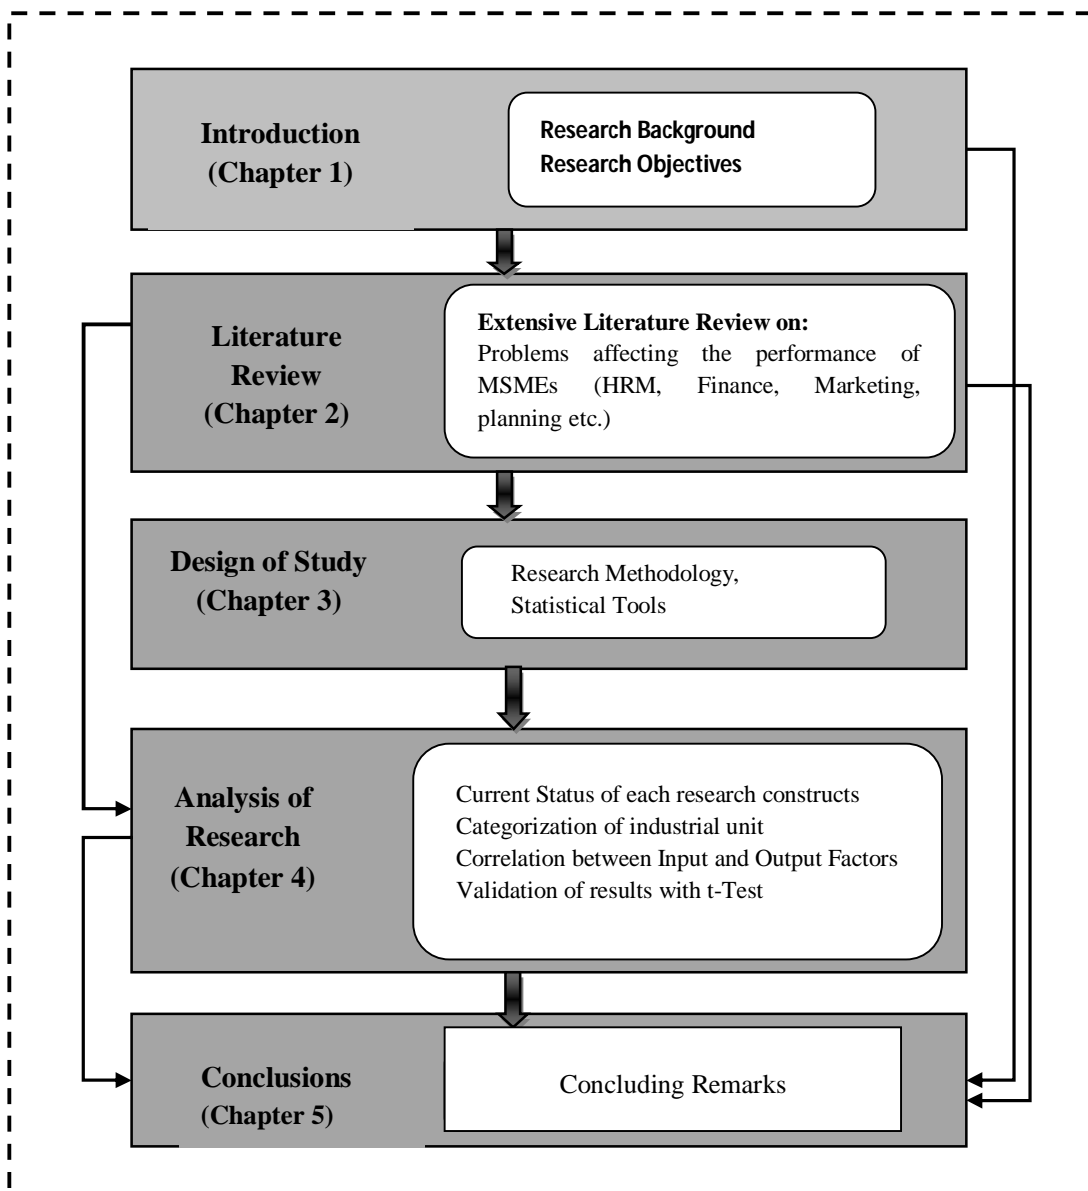 Introduction
(Chapter 1)
Research Background
Research Objectives
Literature
Review
(Chapter 2)
Extensive Literature Review on:
Problems affecting the performance of
MSMEs (HRM, Finance, Marketing,
planning etc.)
Design of Study
(Chapter 3)
Research Methodology,
Statistical Tools
Analysis of
Research
(Chapter 4)
Current Status of each research constructs
Categorization of industrial unit
Correlation between Input and Output Factors
Validation of results with t-Test
Conclusions
(Chapter 5)
Concluding Remarks